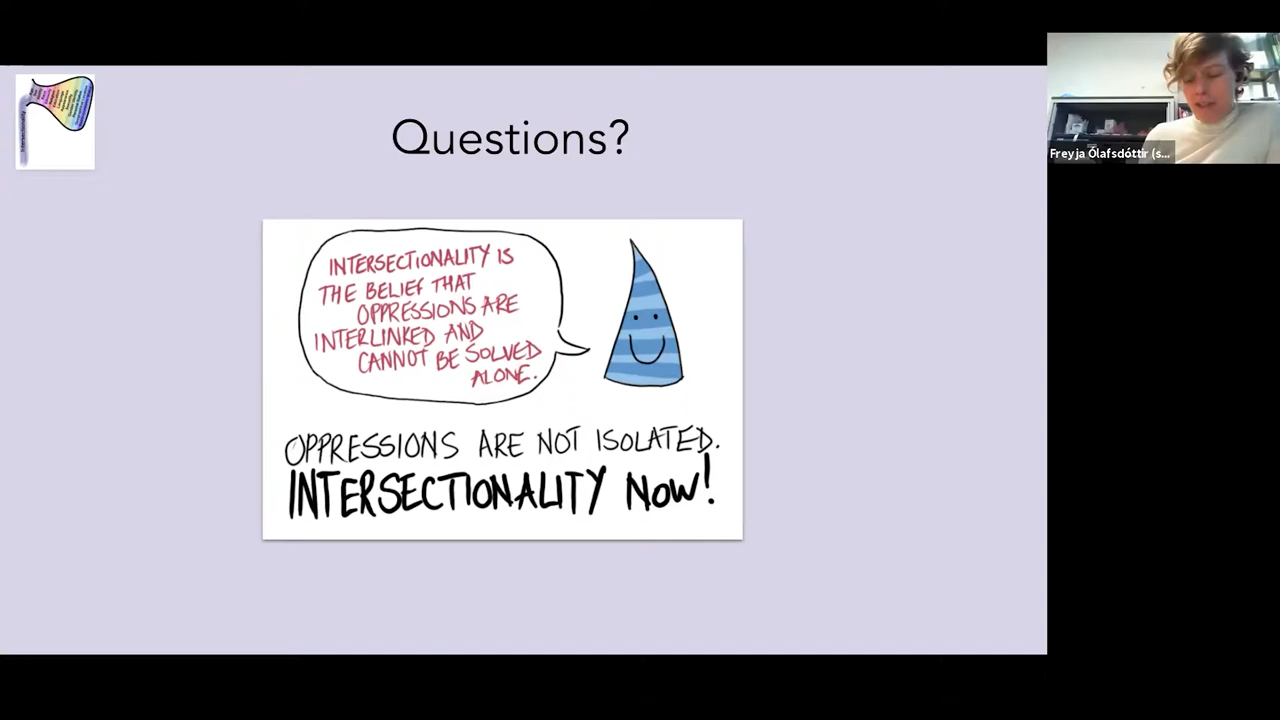 Questions?
INTERSECTIONALITY IS
THE BELIEF THAT
OPPRESSIONS ARE
INTERLINKED AND
CANNOT BE SOLVED
ALONE.
OPPRESSIONS ARE NOT ISOLATED.
INTERSECTIONALITY NOW!
Intersectionality
Freyja Ólafsdóttir (s...